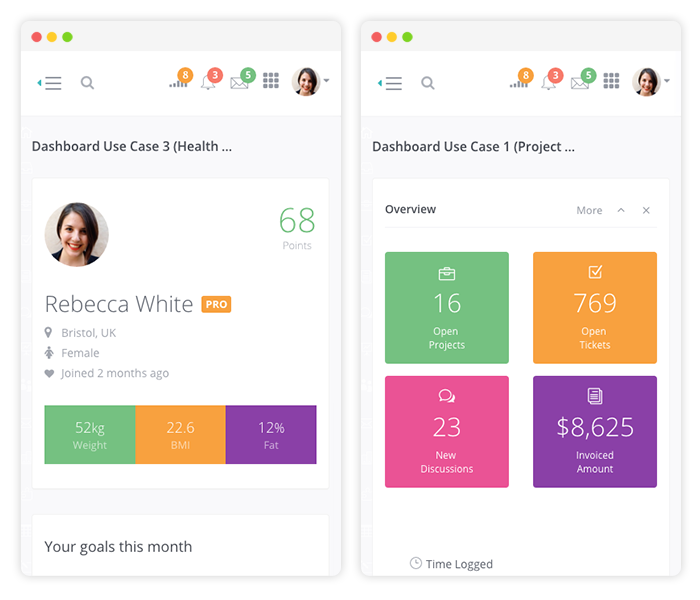 8 3 5
Dashboard Use Case 3 (Health ...
68
Points
Rebecca White PRO
Bristol, UK
Female
Joined 2 months ago
52kg 22.6 12%
Weight BMI Fat
Your goals this month
8 3 5
Dashboard Use Case 1 (Project ...
Overview More
16 769
Open Open
Projects Tickets
23 $8,625
New Invoiced
Discussions Amount
Time Logged